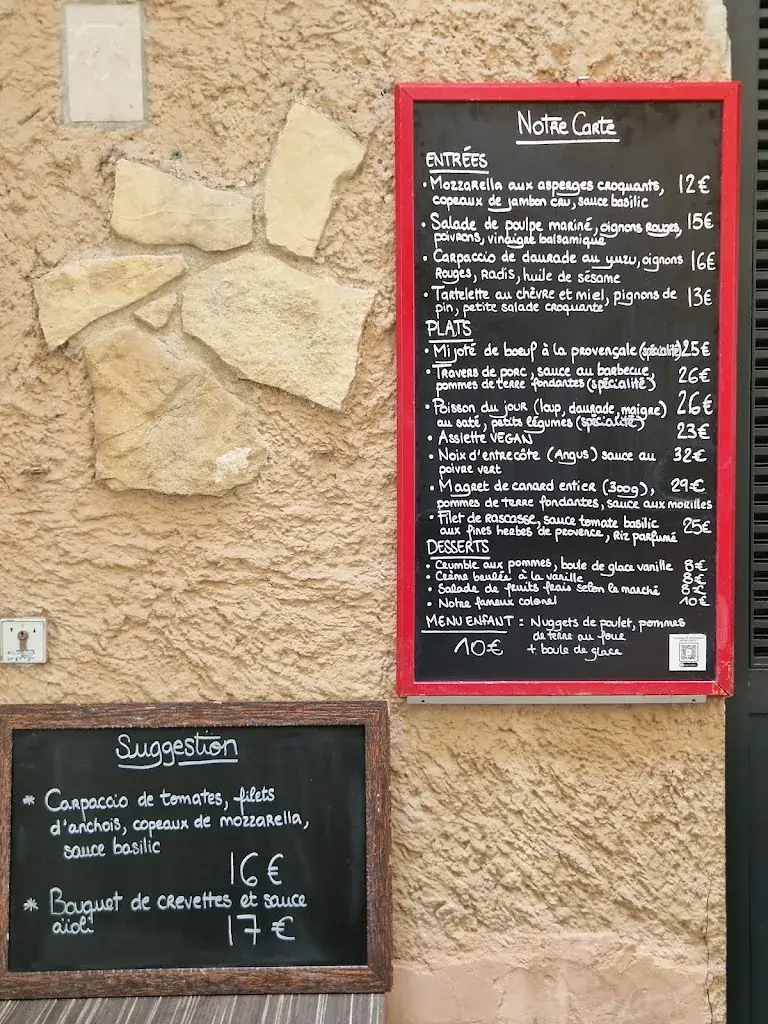 Notre Carte
ENTRÉES
• Mozzarella aux asperges croquants, 12€
copeaux de jambon cru, sauce basilic
• Salade de poulpe mariné, oignons rouges, 15€
poivrons, vinaigre balsamique
• Carpaccio de daurade au yuzu, oignons 16€
Rouges, radis, huile de sésame
• Tartelette au chèvre et miel, pignons de 13€
pin, petite salade croquante
PLATS
• Mijoté de boeuf à la provençale (spécialité) 25€
• Travers de porc, sauce au barbecue, 26€
pommes de terre fondantes (spécialité)
• Poisson du jour (loup, daurade, maigre) 26€
au saté, petits légumes (spécialité)
• Assiette VEGAN 23€
• Noix d'entrecôte (Angus) sauce au 32€
poivre vert
• Magret de canard entier (300g), 29€
pommes de terre fondantes, sauce aux morilles
• Filet de rascasse, sauce tomate basilic 25€
aux fines herbes de provence, Riz parfumé
DESSERTS
• Crumble aux pommes, boule de glace vanille 8€
• Crème brulée à la vanille 8€
• Salade de fruits frais selon le marché 6€
• Notre fameux colonel 10€
MENU ENFANT : Nuggets de poulet, pommes
de terre au four
10€ + boule de glace
Suggestion
* Carpaccio de tomates, filets
d'anchois, copeaux de mozzarella,
sauce basilic
16€
* Bouquet de crevettes et sauce
aïoli 17€